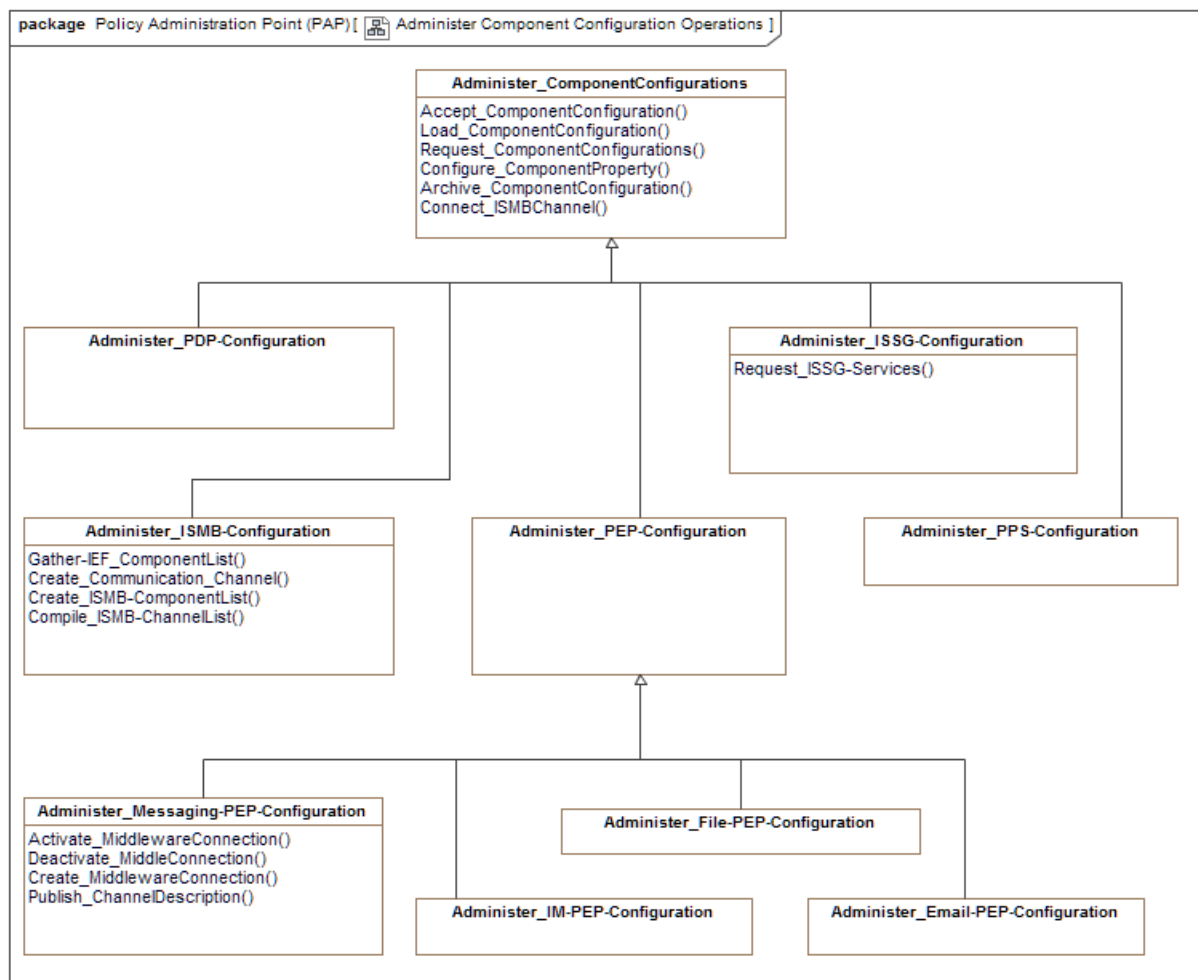 package Policy Administration Point (PAP)[ Administer Component Configuration Operations ]
Administer_ComponentConfigurations
Accept_ComponentConfiguration()
Load_ComponentConfiguration()
Request_ComponentConfigurations()
Configure_ComponentProperty()
Archive_ComponentConfiguration()
Connect_ISMBChannel()
Administer_PDP-Configuration
Administer_ISSG-Configuration
Request_ISSG-Services()
Administer_ISMB-Configuration
Gather-IEF_ComponentList()
Create_Communication_Channel()
Create_ISMB-ComponentList()
Compile_ISMB-ChannelList()
Administer_PEP-Configuration
Administer_PPS-Configuration
Administer_Messaging-PEP-Configuration
Activate_MiddlewareConnection()
Deactivate_MiddleConnection()
Create_MiddlewareConnection()
Publish_ChannelDescription()
Administer_File-PEP-Configuration
Administer_IM-PEP-Configuration
Administer_Email-PEP-Configuration